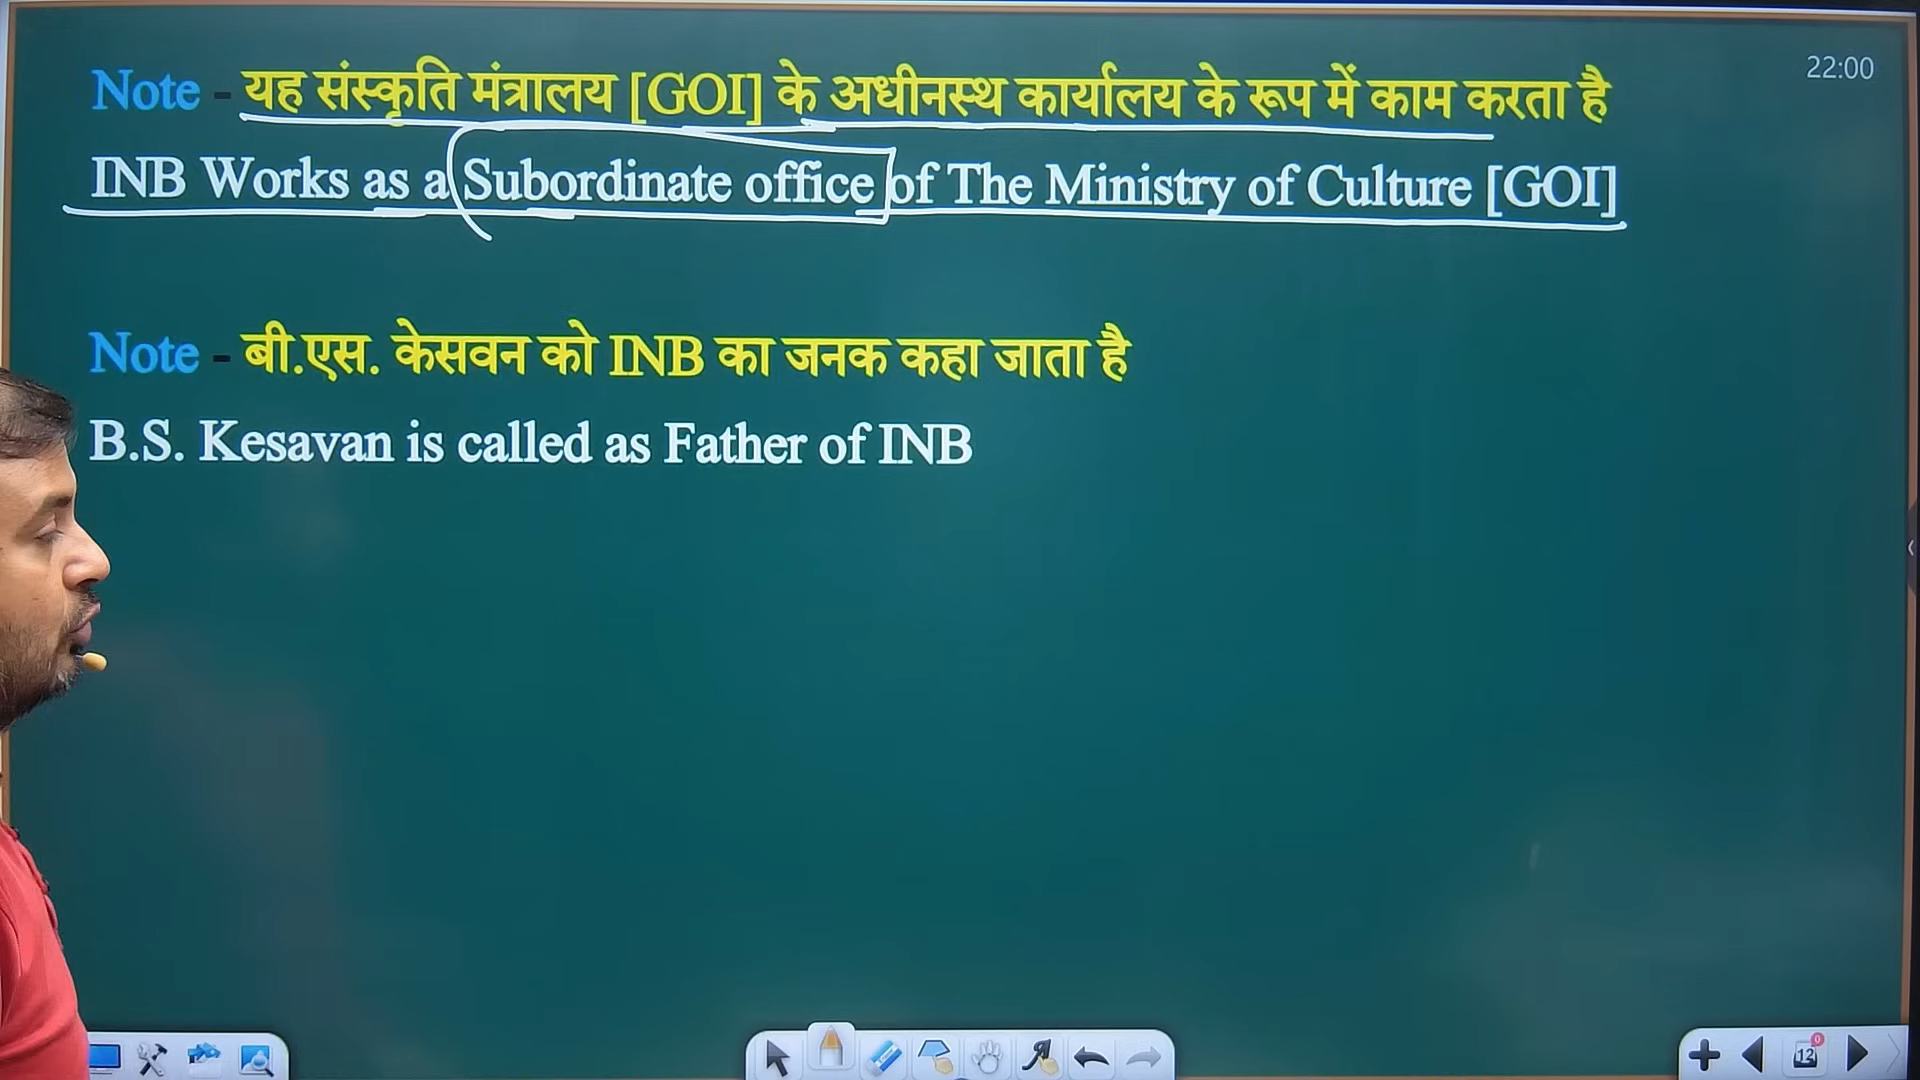 22:00
Note - यह संस्कृति मंत्रालय [GOI] के अधीनस्थ कार्यालय के रूप में काम करता है
INB Works as a Subordinate office of The Ministry of Culture [GOI]
Note - बी.एस. केसवन को INB का जनक कहा जाता है
B.S. Kesavan is called as Father of INB
12
0